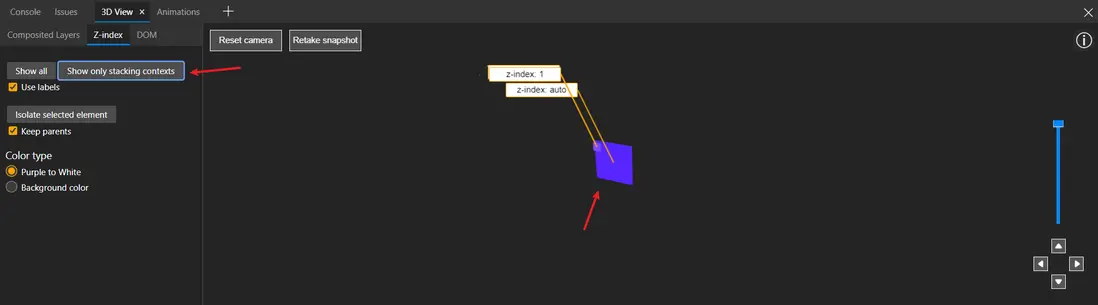 Console Issues 3D View × Animations +
Composited Layers Z-index DOM
Reset camera Retake snapshot
Show all Show only stacking contexts
Use labels
Isolate selected element
Keep parents
Color type
Purple to White
Background color
z-index: 1
z-index: auto